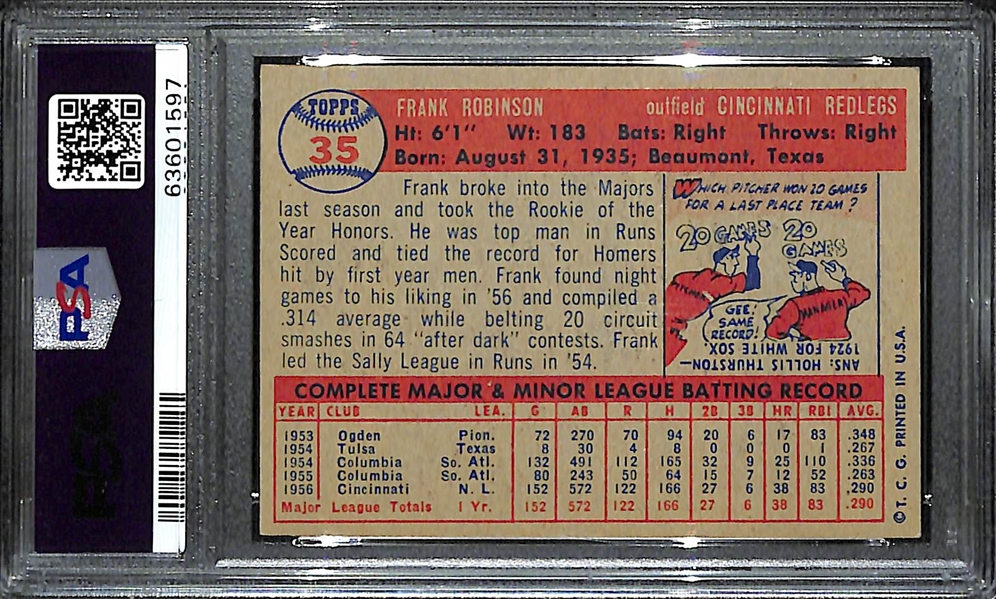 63601597
PSA
PSA
TOPPS
35
FRANK ROBINSON outfield CINCINNATI REDLEGS
Ht: 6'1" Wt: 183 Bats: Right Throws: Right
Born: August 31, 1935; Beaumont, Texas
Frank broke into the Majors
last season and took the Rookie of the
Year Honors. He was top man in Runs
Scored and tied the record for Homers
hit by first year men. Frank found night
games to his liking in '56 and compiled a
.314 average while belting 20 circuit
smashes in 64 "after dark" contests. Frank
led the Sally League in Runs in '54.
WHICH PITCHER WON 20 GAMES
FOR A LAST PLACE TEAM?
20 GAMES
20 GAMES
PITCHER
MANAGER
GEE!
SAME
RECORD!
ANS: HOLLIS THURSTON—
1924 FOR WHITE SOX
COMPLETE MAJOR & MINOR LEAGUE BATTING RECORD
YEAR CLUB LEA. G AB R H 2B 3B HR RBI AVG.
1953 Ogden Pion. 72 270 70 94 20 6 17 83 .348
1954 Tulsa Texas 8 30 4 8 0 0 0 1 .267
1954 Columbia So. Atl. 132 491 112 165 32 9 25 110 .336
1955 Columbia So. Atl. 80 243 50 64 15 7 12 52 .263
1956 Cincinnati N. L. 152 572 122 166 27 6 38 83 .290
Major League Totals 1 Yr. 152 572 122 166 27 6 38 83 .290
© T. C. G. PRINTED IN U.S.A.